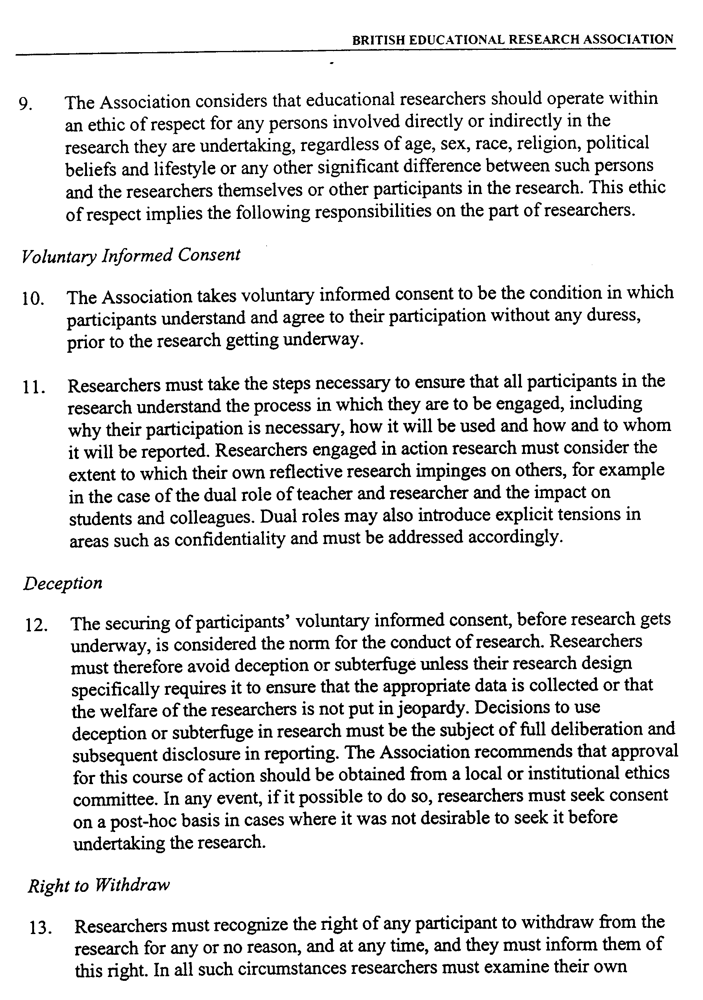 BRITISH EDUCATIONAL RESEARCH ASSOCIATION
9. The Association considers that educational researchers should operate within
an ethic of respect for any persons involved directly or indirectly in the
research they are undertaking, regardless of age, sex, race, religion, political
beliefs and lifestyle or any other significant difference between such persons
and the researchers themselves or other participants in the research. This ethic
of respect implies the following responsibilities on the part of researchers.
Voluntary Informed Consent
10. The Association takes voluntary informed consent to be the condition in which
participants understand and agree to their participation without any duress,
prior to the research getting underway.
11. Researchers must take the steps necessary to ensure that all participants in the
research understand the process in which they are to be engaged, including
why their participation is necessary, how it will be used and how and to whom
it will be reported. Researchers engaged in action research must consider the
extent to which their own reflective research impinges on others, for example
in the case of the dual role of teacher and researcher and the impact on
students and colleagues. Dual roles may also introduce explicit tensions in
areas such as confidentiality and must be addressed accordingly.
Deception
12. The securing of participants’ voluntary informed consent, before research gets
underway, is considered the norm for the conduct of research. Researchers
must therefore avoid deception or subterfuge unless their research design
specifically requires it to ensure that the appropriate data is collected or that
the welfare of the researchers is not put in jeopardy. Decisions to use
deception or subterfuge in research must be the subject of full deliberation and
subsequent disclosure in reporting. The Association recommends that approval
for this course of action should be obtained from a local or institutional ethics
committee. In any event, if it possible to do so, researchers must seek consent
on a post-hoc basis in cases where it was not desirable to seek it before
undertaking the research.
Right to Withdraw
13. Researchers must recognize the right of any participant to withdraw from the
research for any or no reason, and at any time, and they must inform them of
this right. In all such circumstances researchers must examine their own